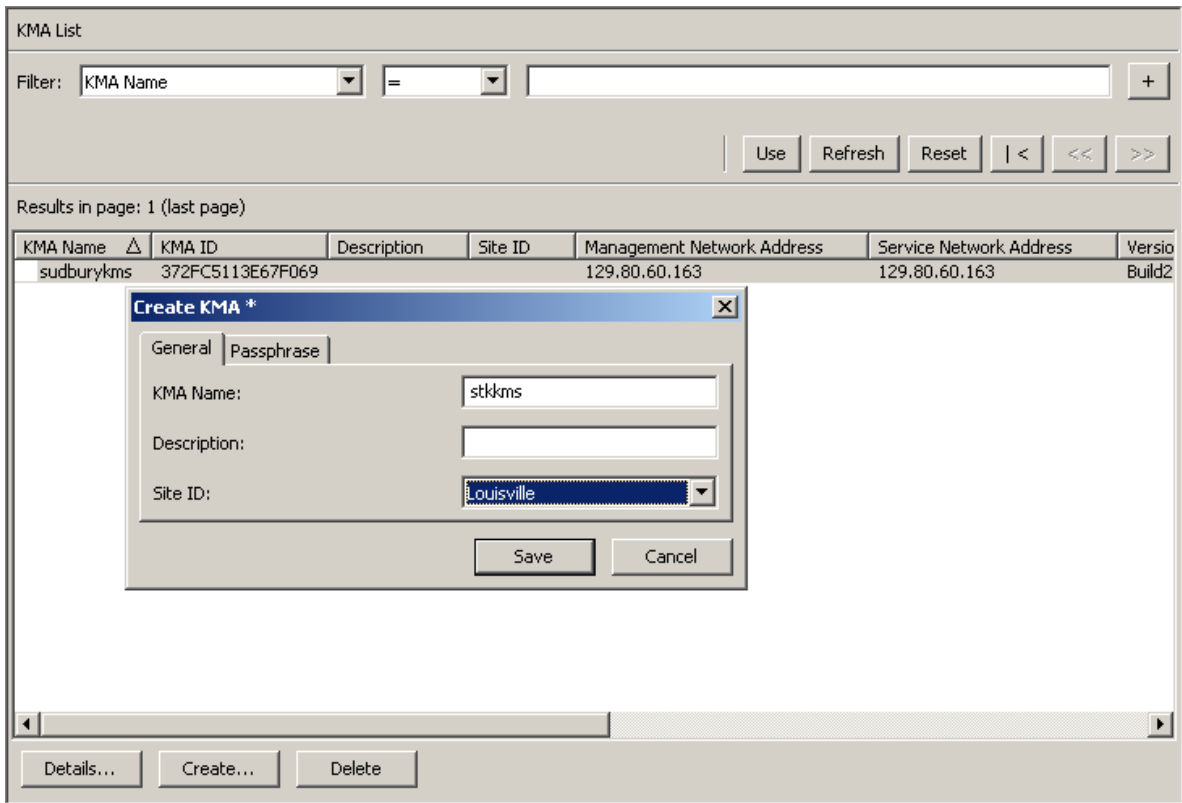 KMA List
Filter: KMA Name = +
Use Refresh Reset |< << >>
Results in page: 1 (last page)
KMA Name KMA ID Description Site ID Management Network Address Service Network Address Versio
sudburykms 372FC5113E67F069 129.80.60.163 129.80.60.163 Build2
Create KMA *
General Passphrase
KMA Name: stkkms
Description:
Site ID: Louisville
Save Cancel
Details... Create... Delete